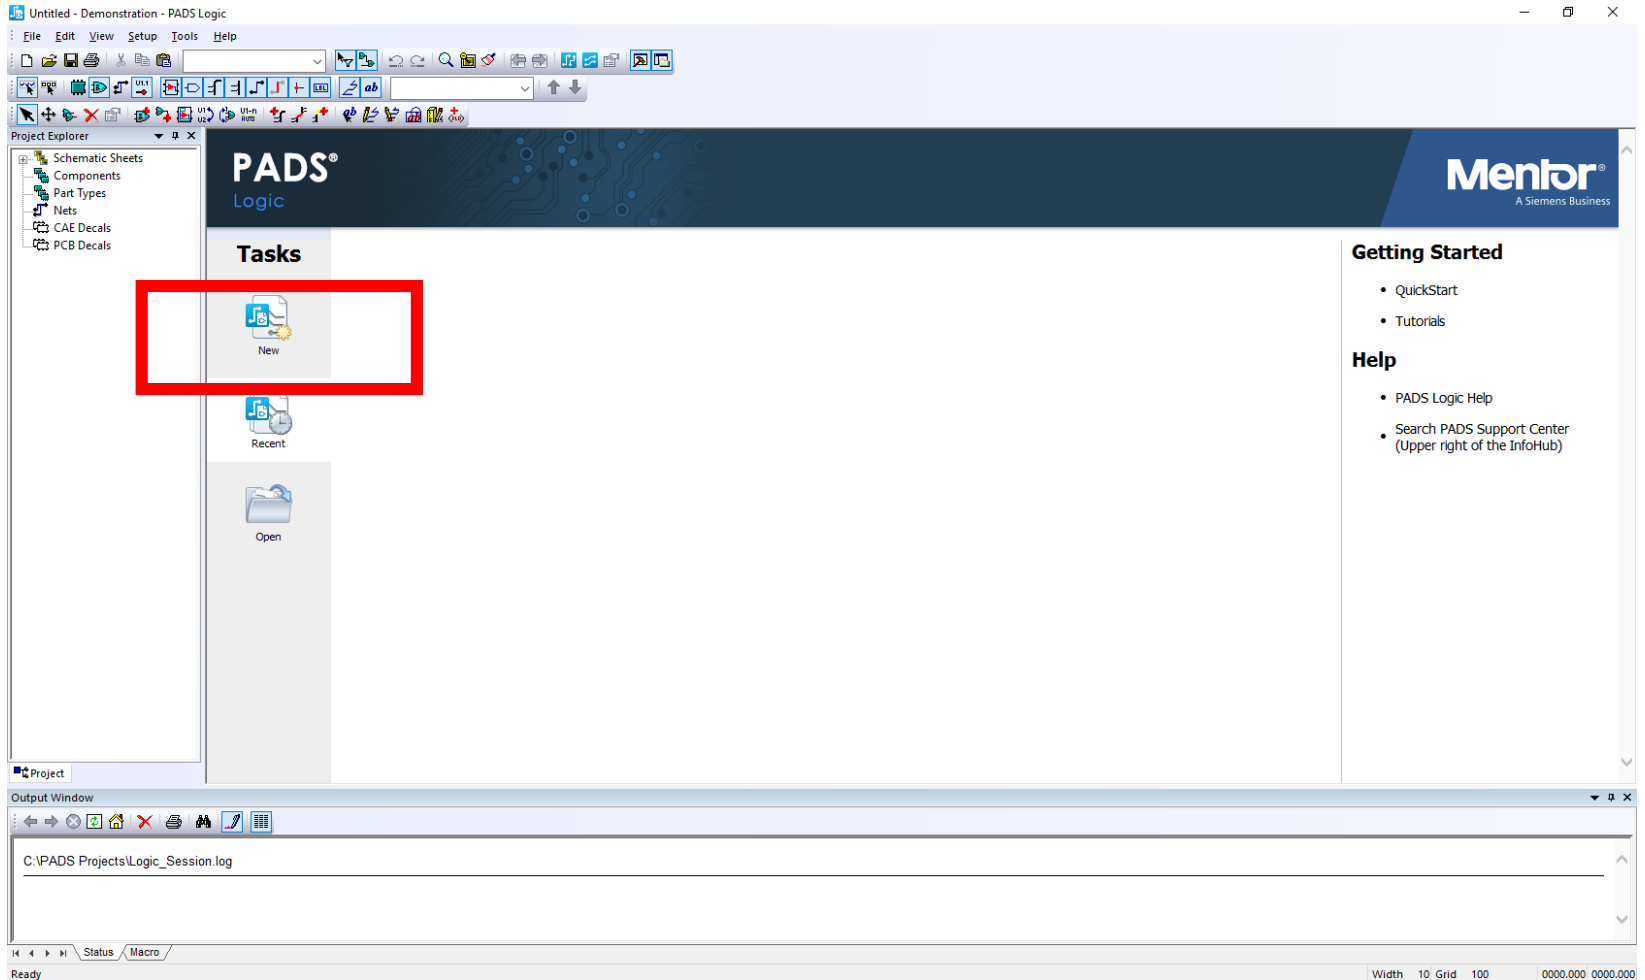 Untitled - Demonstration - PADS Logic
File Edit View Setup Tools Help
Project Explorer
Schematic Sheets
Components
Part Types
Nets
CAE Decals
PCB Decals
Project
PADS®
Logic
Mentor®
A Siemens Business
Tasks
New
Recent
Open
Getting Started
• QuickStart
• Tutorials
Help
• PADS Logic Help
• Search PADS Support Center
(Upper right of the InfoHub)
Output Window
C:\PADS Projects\Logic_Session.log
Status Macro
Ready
Width 10 Grid 100 0000.000 0000.000